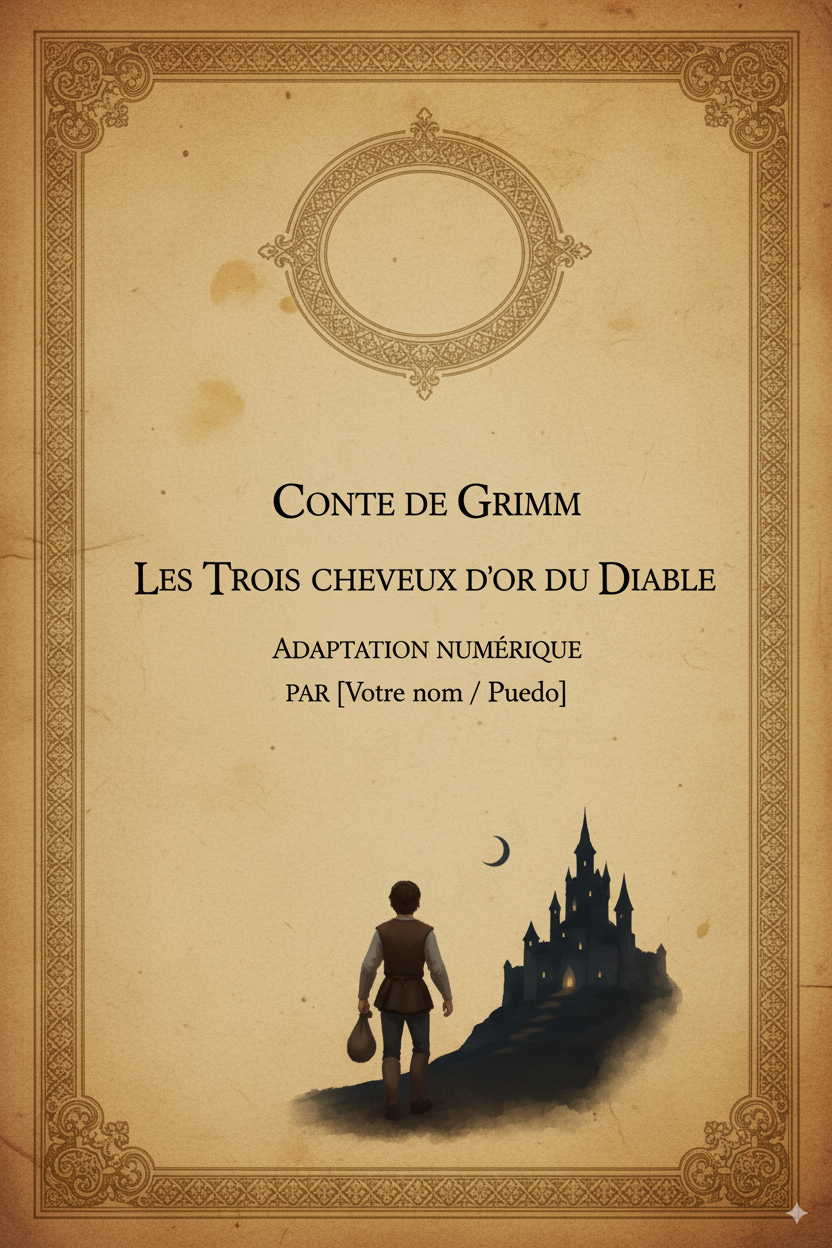 Conte de Grimm
Les Trois cheveux d'or du Diable
Adaptation numérique
par [Votre nom / Puedo]